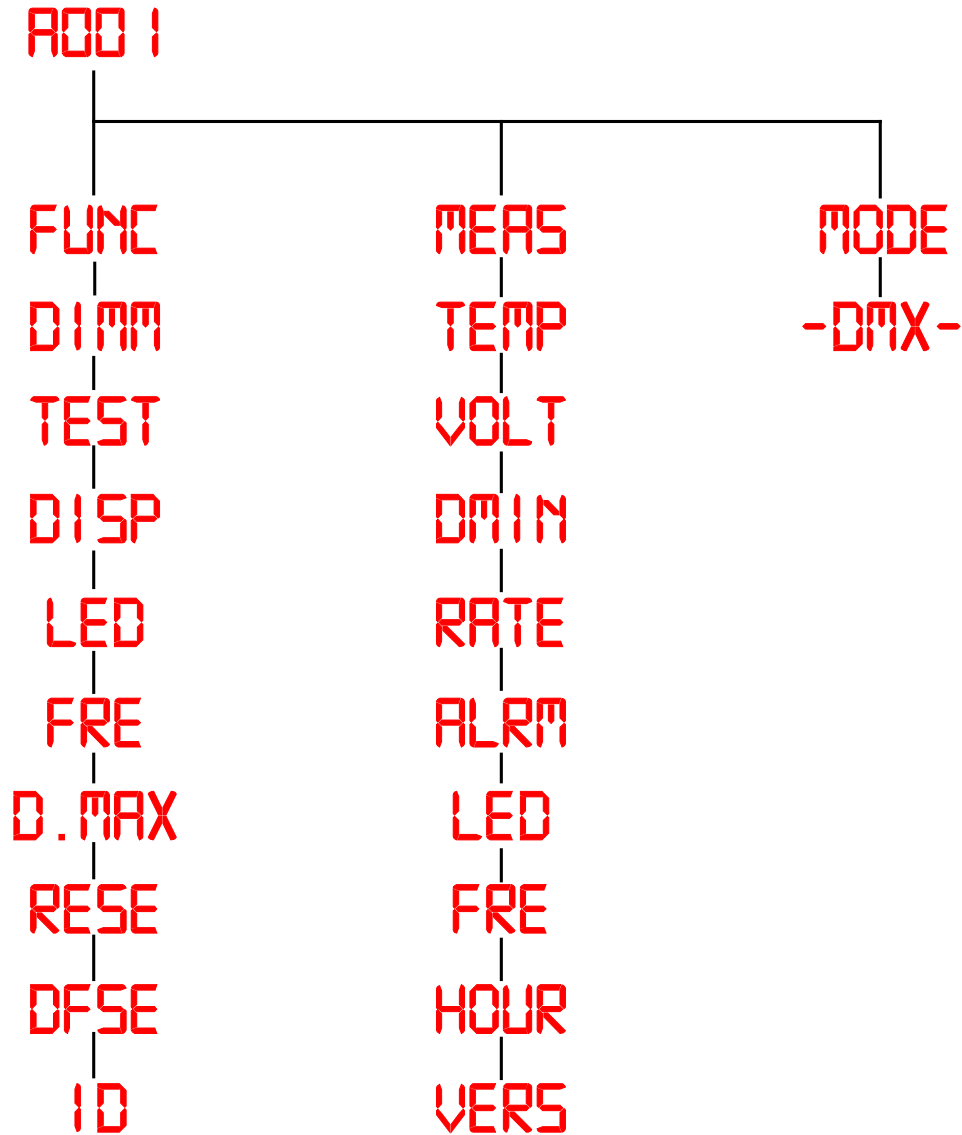 A001
FUNC MEAS MODE
DIMM TEMP -DMX-
TEST VOLT
DISP DMIN
LED RATE
FRE ALRM
D.MAX LED
RESE FRE
DFSE HOUR
ID VERS